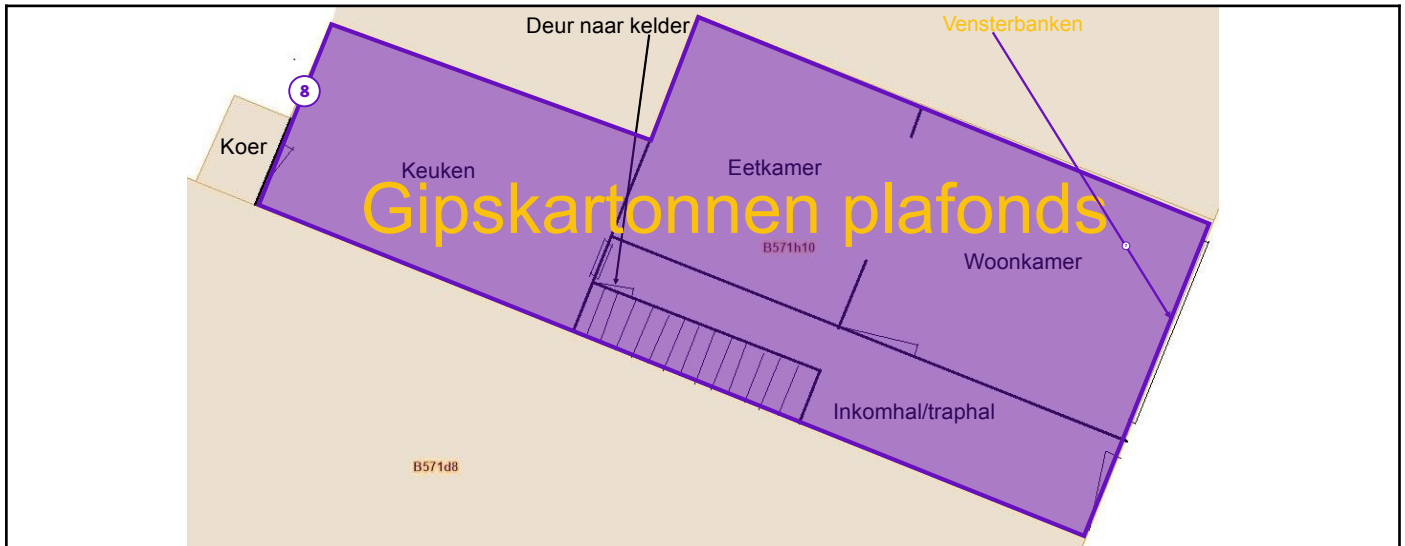 Deur naar kelder
Vensterbanken
8
Koer
Keuken
Eetkamer
Gipskartonnen plafonds
B571h10
Woonkamer
Inkomhal/traphal
B571d8